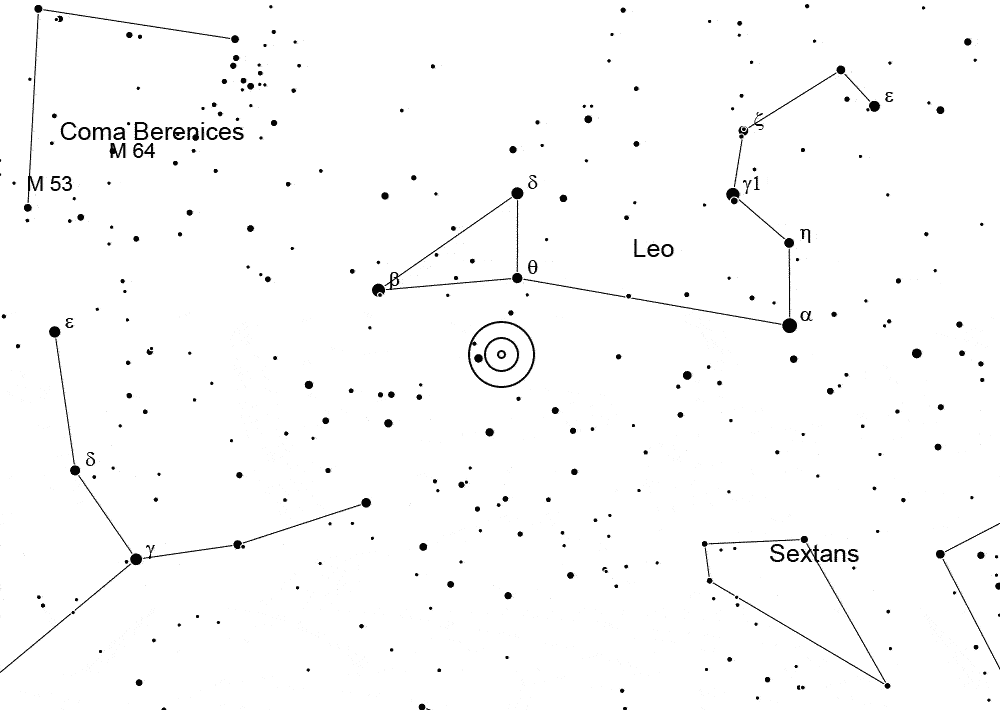 ε
ζ
Coma Berenices
M 64
M 53
δ
γ1
η
Leo
θ
β
α
ε
δ
γ
Sextans